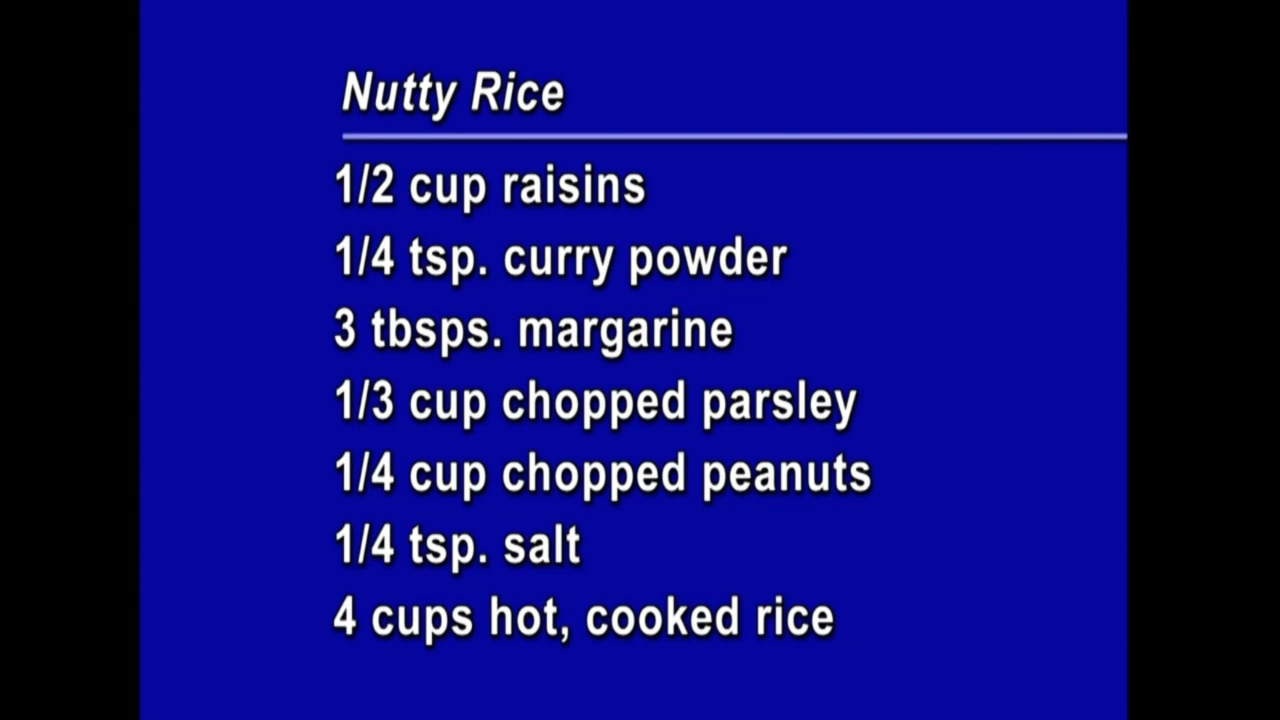 Nutty Rice
1/2 cup raisins
1/4 tsp. curry powder
3 tbsps. margarine
1/3 cup chopped parsley
1/4 cup chopped peanuts
1/4 tsp. salt
4 cups hot, cooked rice